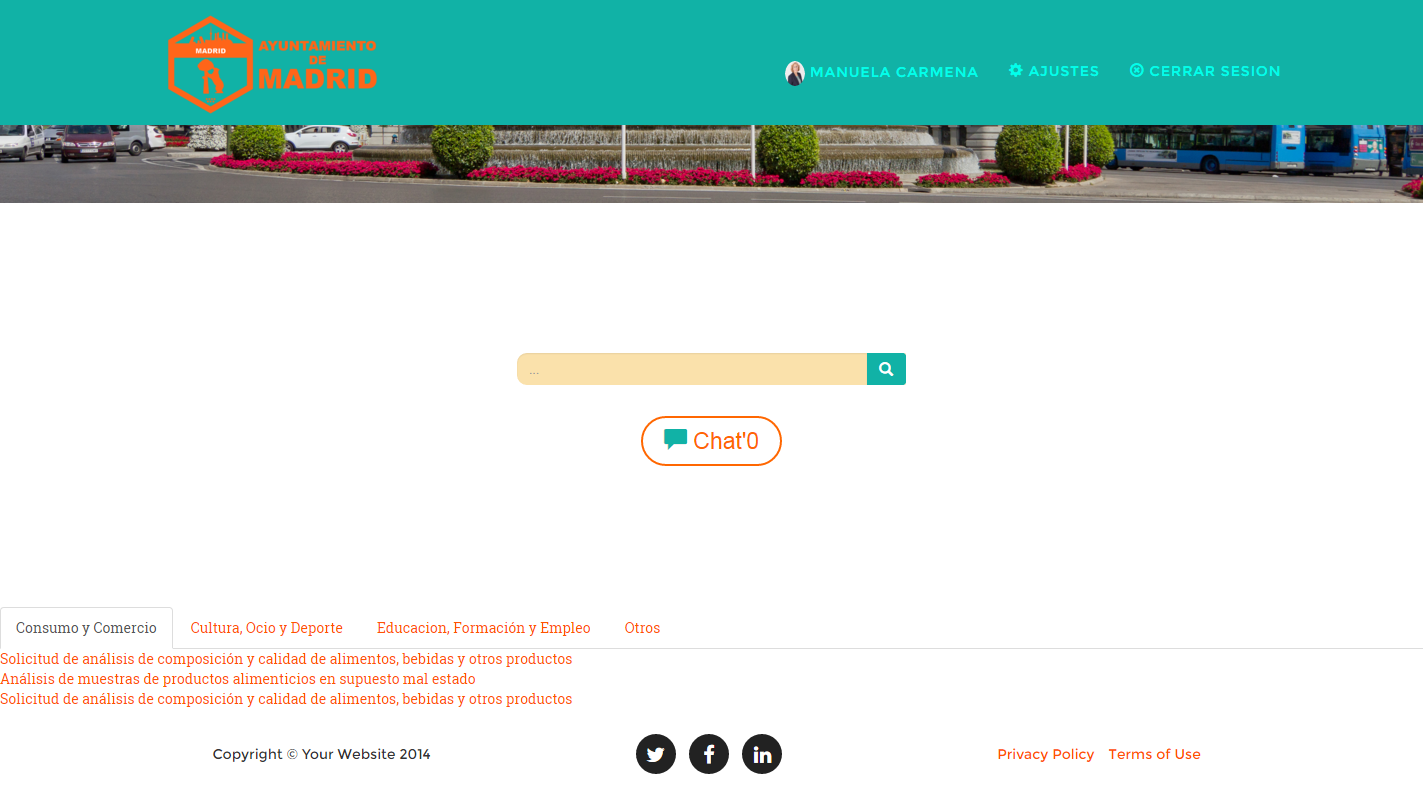 MADRID
AYUNTAMIENTO
DE
MADRID
MANUELA CARMENA
AJUSTES
CERRAR SESION
...
Chat'0
Consumo y Comercio
Cultura, Ocio y Deporte
Educacion, Formación y Empleo
Otros
Solicitud de análisis de composición y calidad de alimentos, bebidas y otros productos
Análisis de muestras de productos alimenticios en supuesto mal estado
Solicitud de análisis de composición y calidad de alimentos, bebidas y otros productos
Copyright © Your Website 2014
Privacy Policy
Terms of Use